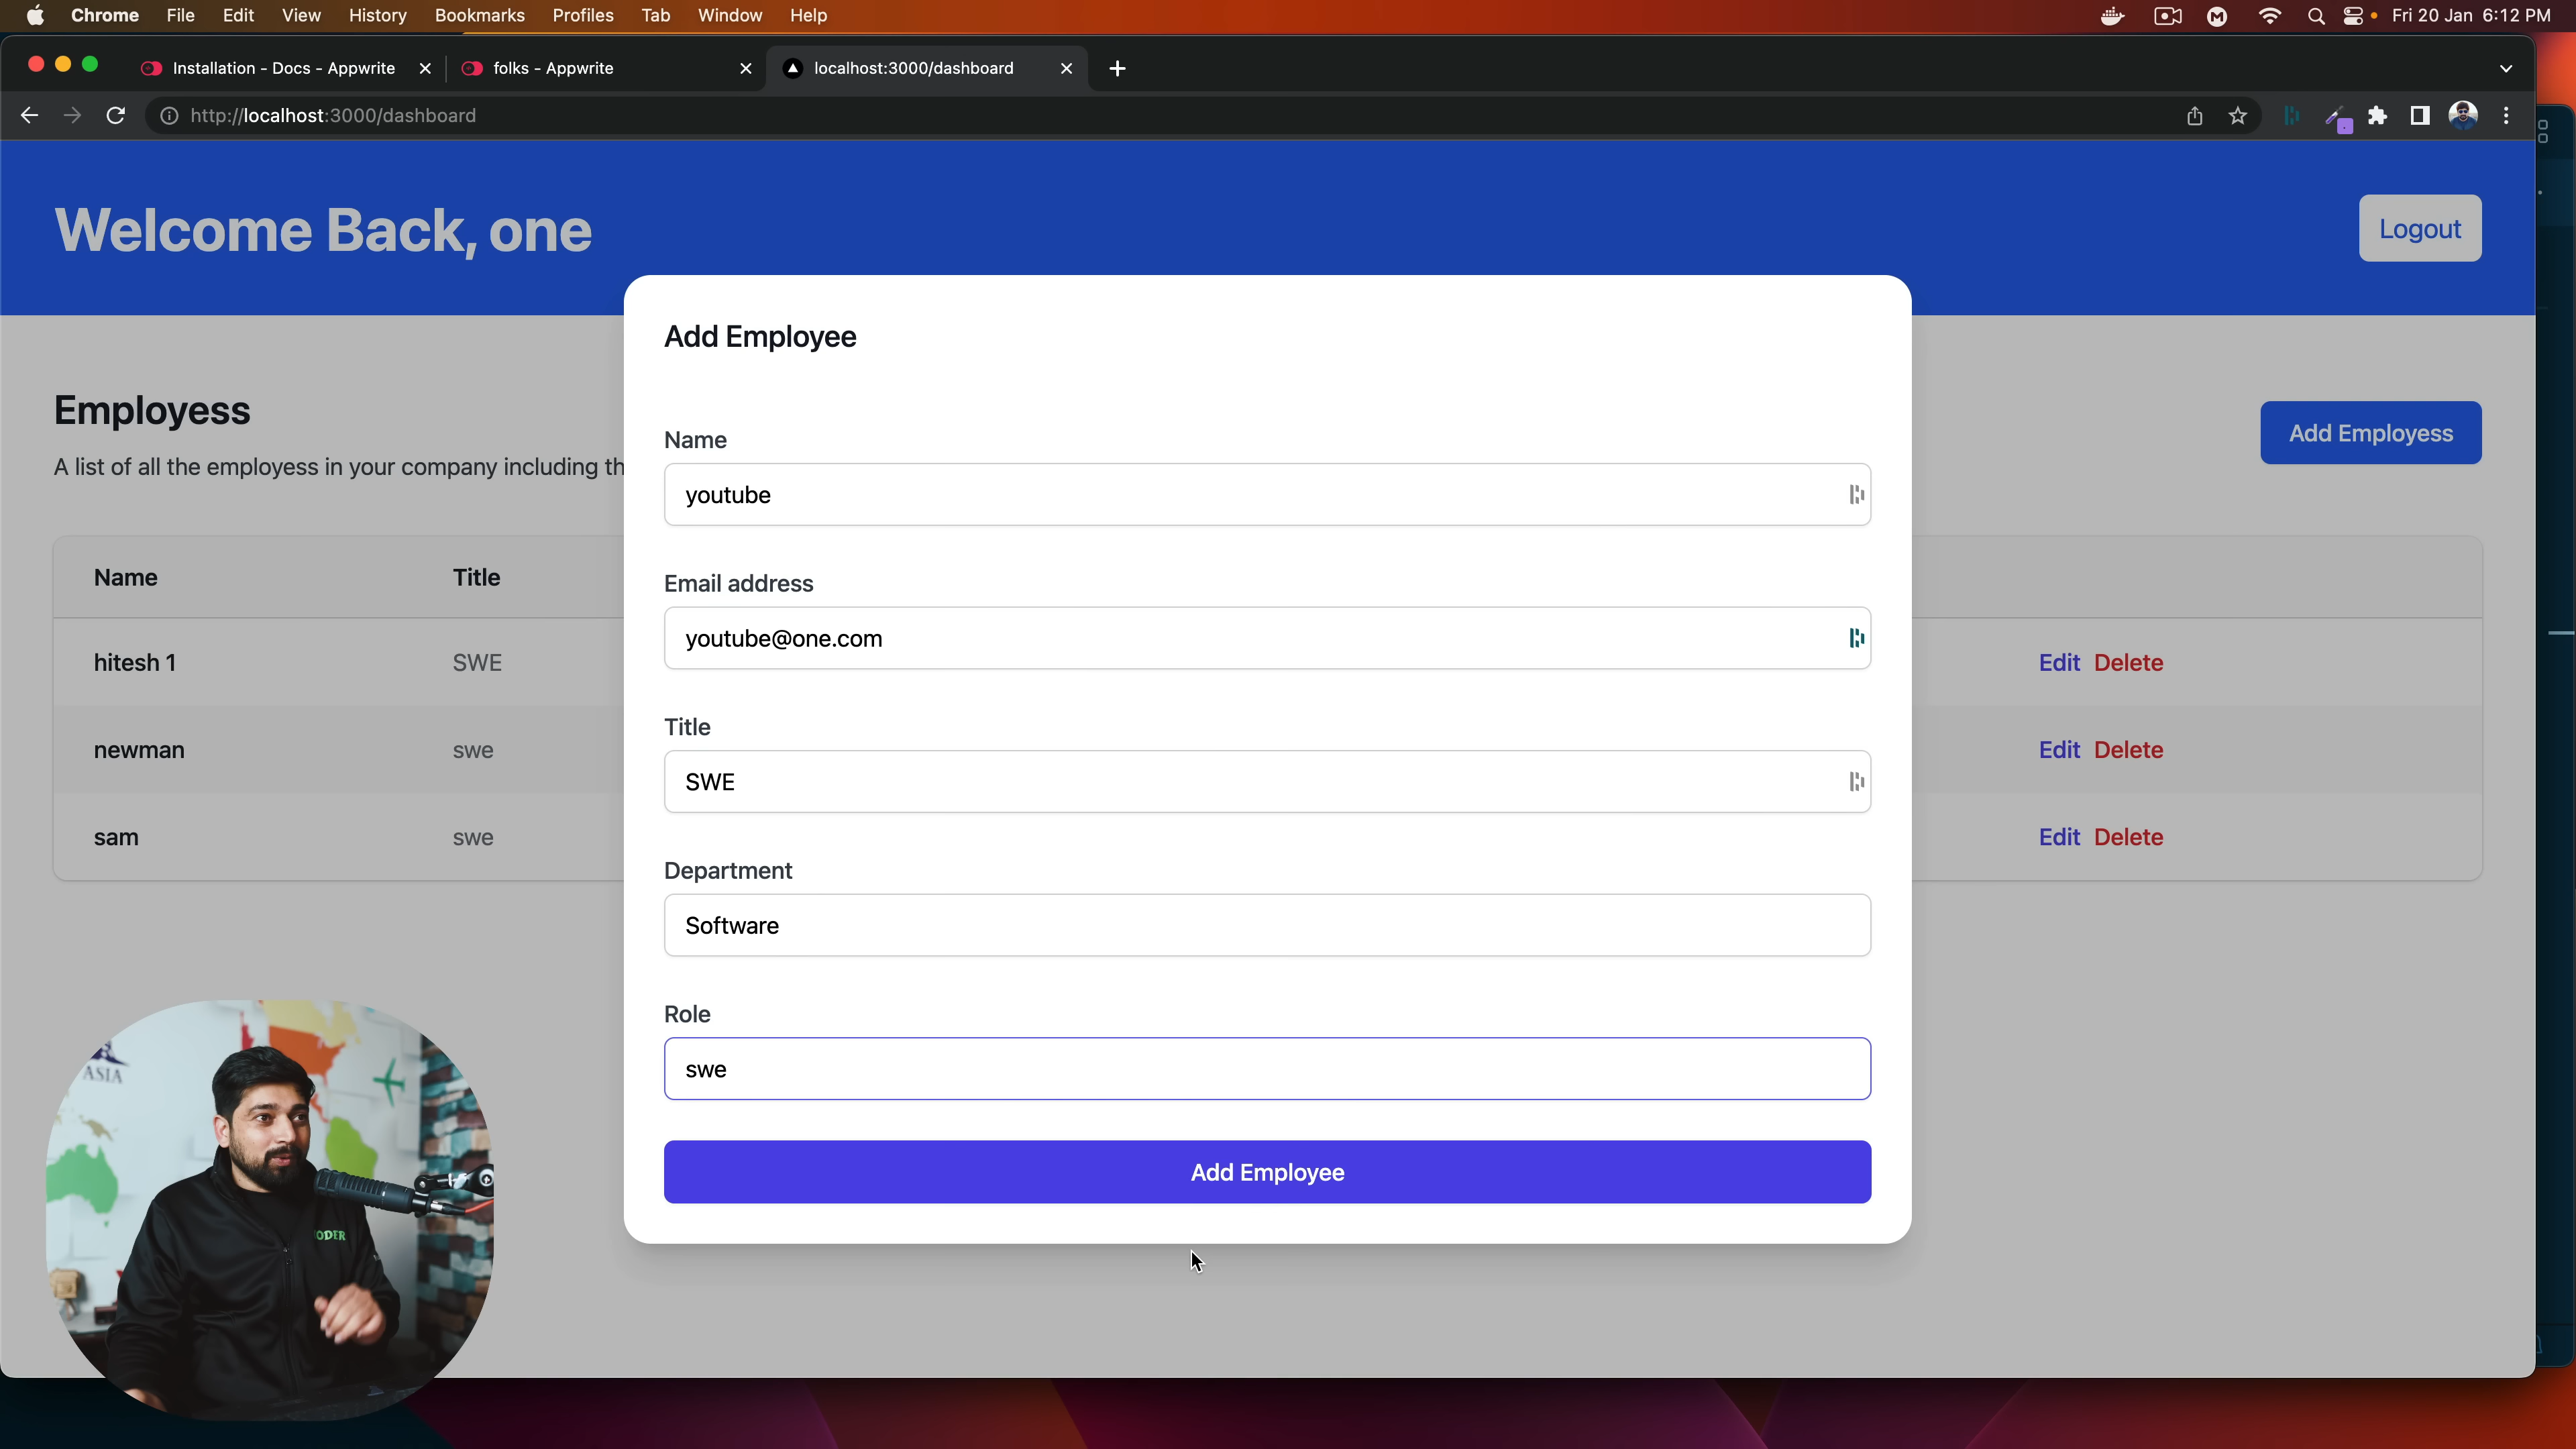 Chrome File Edit View History Bookmarks Profiles Tab Window Help Fri 20 Jan 6:12 PM
Installation - Docs - Appwrite folks - Appwrite localhost:3000/dashboard
http://localhost:3000/dashboard
Welcome Back, one
Logout
Employess
A list of all the employess in your company including th
Add Employess
Name Title
hitesh 1 SWE Edit Delete
newman swe Edit Delete
sam swe Edit Delete
Add Employee
Name
youtube
Email address
youtube@one.com
Title
SWE
Department
Software
Role
swe
Add Employee
ASIA
ODER